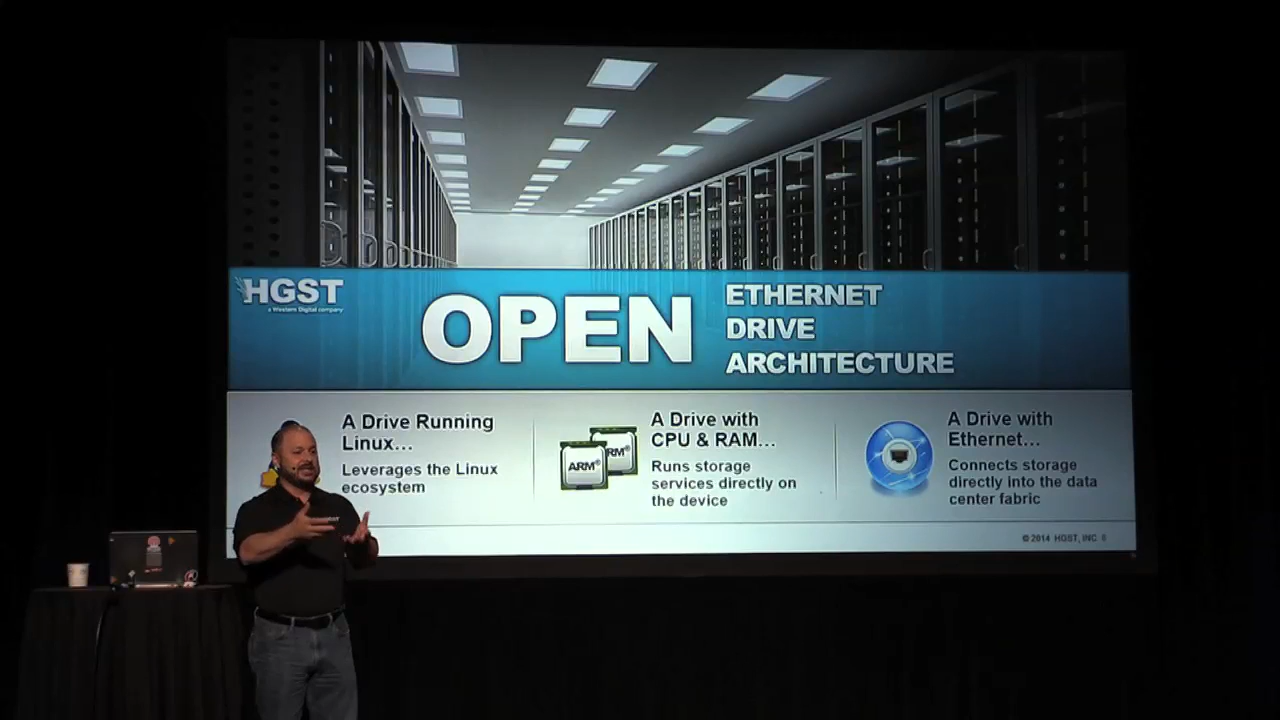 HGST
a Western Digital company
OPEN
ETHERNET
DRIVE
ARCHITECTURE
A Drive Running
Linux...
Leverages the Linux
ecosystem
ARM®
RM®
A Drive with
CPU & RAM...
Runs storage
services directly on
the device
A Drive with
Ethernet...
Connects storage
directly into the data
center fabric
© 2014 HGST, INC.